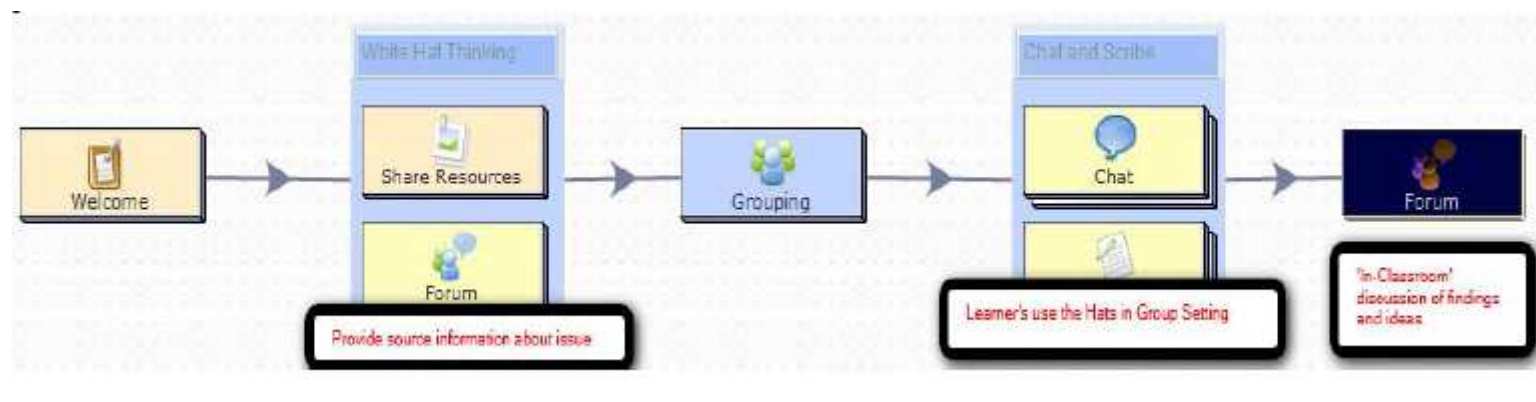 White Hat Thinking
Chat and Scribe
Welcome
Share Resources
Forum
Provide source information about issue
Grouping
Chat
Learner's use the Hats in Group Setting
Forum
'In-Classroom'
discussion of findings
and ideas